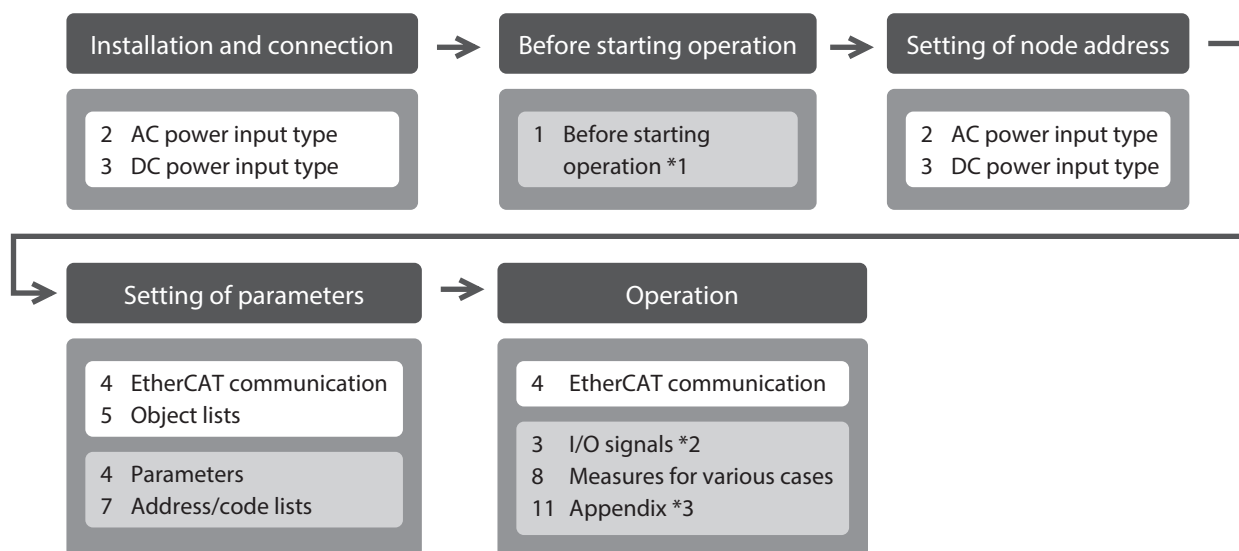 Installation and connection
Before starting operation
Setting of node address
2 AC power input type
3 DC power input type
1 Before starting
operation *1
2 AC power input type
3 DC power input type
Setting of parameters
Operation
4 EtherCAT communication
5 Object lists
4 Parameters
7 Address/code lists
4 EtherCAT communication
3 I/O signals *2
8 Measures for various cases
11 Appendix *3